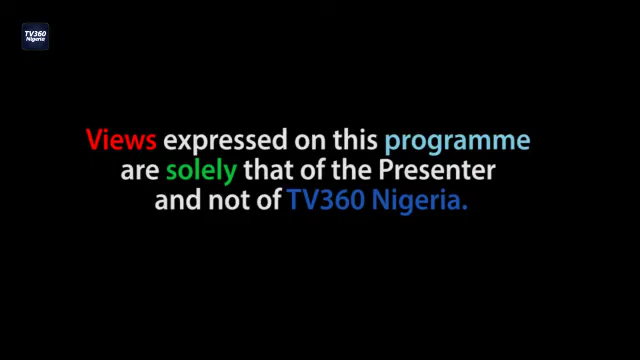 TV360
Nigeria
Views expressed on this programme
are solely that of the Presenter
and not of TV360 Nigeria.